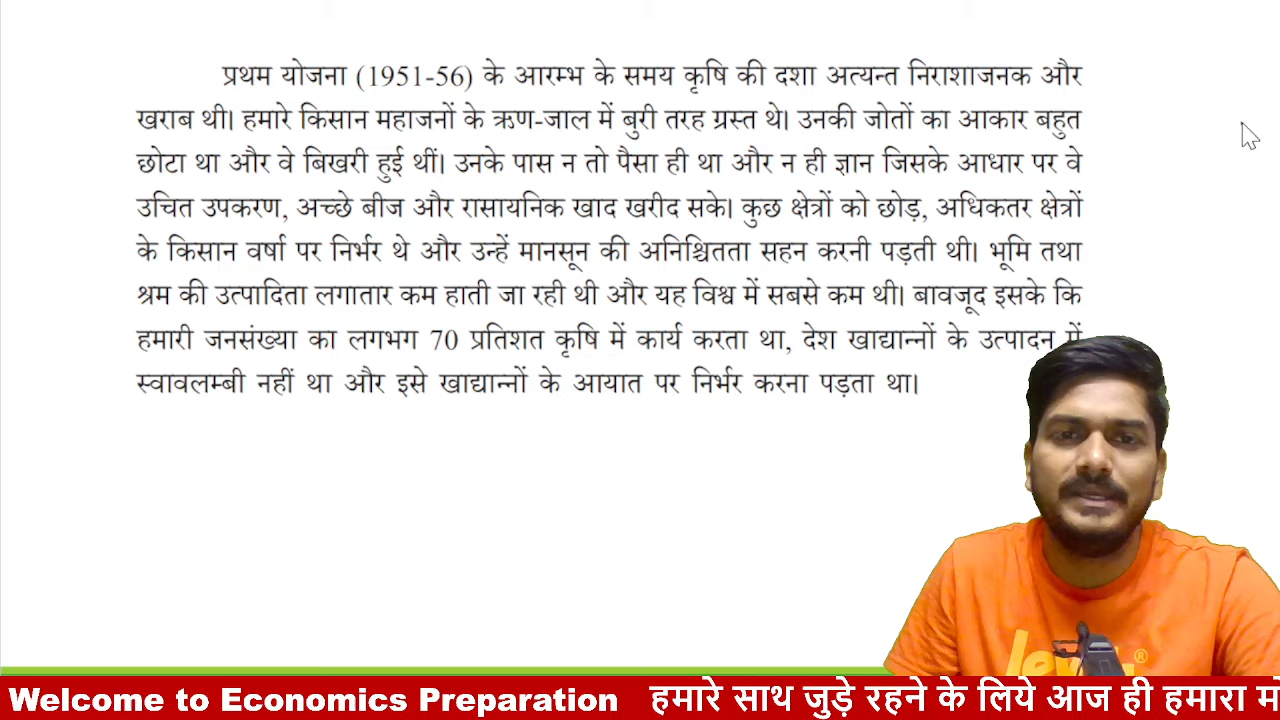 प्रथम योजना (1951-56) के आरम्भ के समय कृषि की दशा अत्यन्त निराशाजनक और
खराब थी। हमारे किसान महाजनों के ऋण-जाल में बुरी तरह ग्रस्त थे। उनकी जोतों का आकार बहुत
छोटा था और वे बिखरी हुई थीं। उनके पास न तो पैसा ही था और न ही ज्ञान जिसके आधार पर वे
उचित उपकरण, अच्छे बीज और रासायनिक खाद खरीद सके। कुछ क्षेत्रों को छोड़, अधिकतर क्षेत्रों
के किसान वर्षा पर निर्भर थे और उन्हें मानसून की अनिश्चितता सहन करनी पड़ती थी। भूमि तथा
श्रम की उत्पादिता लगातार कम हाती जा रही थी और यह विश्व में सबसे कम थी। बावजूद इसके कि
हमारी जनसंख्या का लगभग 70 प्रतिशत कृषि में कार्य करता था, देश खाद्यान्नों के उत्पादन में
स्वावलम्बी नहीं था और इसे खाद्यान्नों के आयात पर निर्भर करना पड़ता था।
Welcome to Economics Preparation हमारे साथ जुड़े रहने के लिये आज ही हमारा